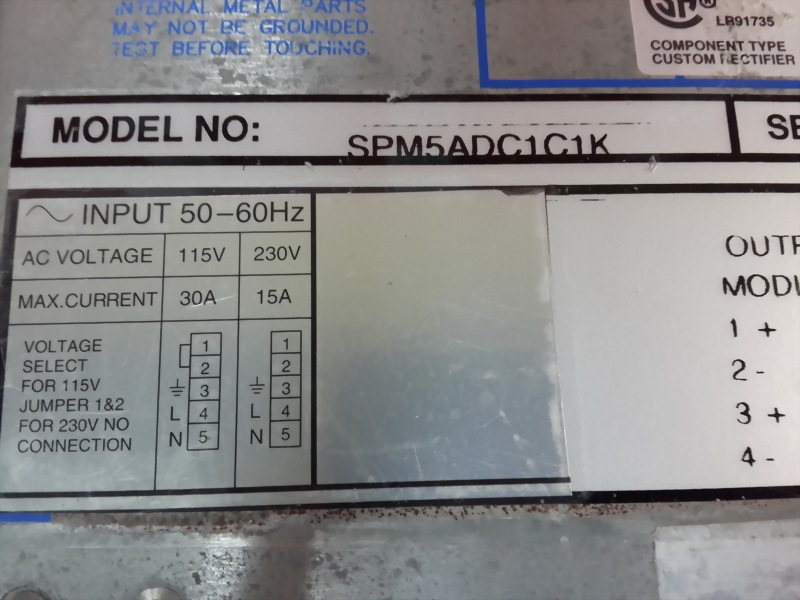 INTERNAL METAL PARTS
MAY NOT BE GROUNDED.
TEST BEFORE TOUCHING.
SA ®
LR91735
COMPONENT TYPE
CUSTOM RECTIFIER
MODEL NO: SPM5ADC1C1K
SE
INPUT 50-60Hz
AC VOLTAGE 115V 230V
MAX.CURRENT 30A 15A
VOLTAGE
SELECT
FOR 115V
JUMPER 1&2
FOR 230V NO
CONNECTION
1
2
3
L 4
N 5
1
2
3
L 4
N 5
OUTP
MODU
1 +
2 -
3 +
4 -